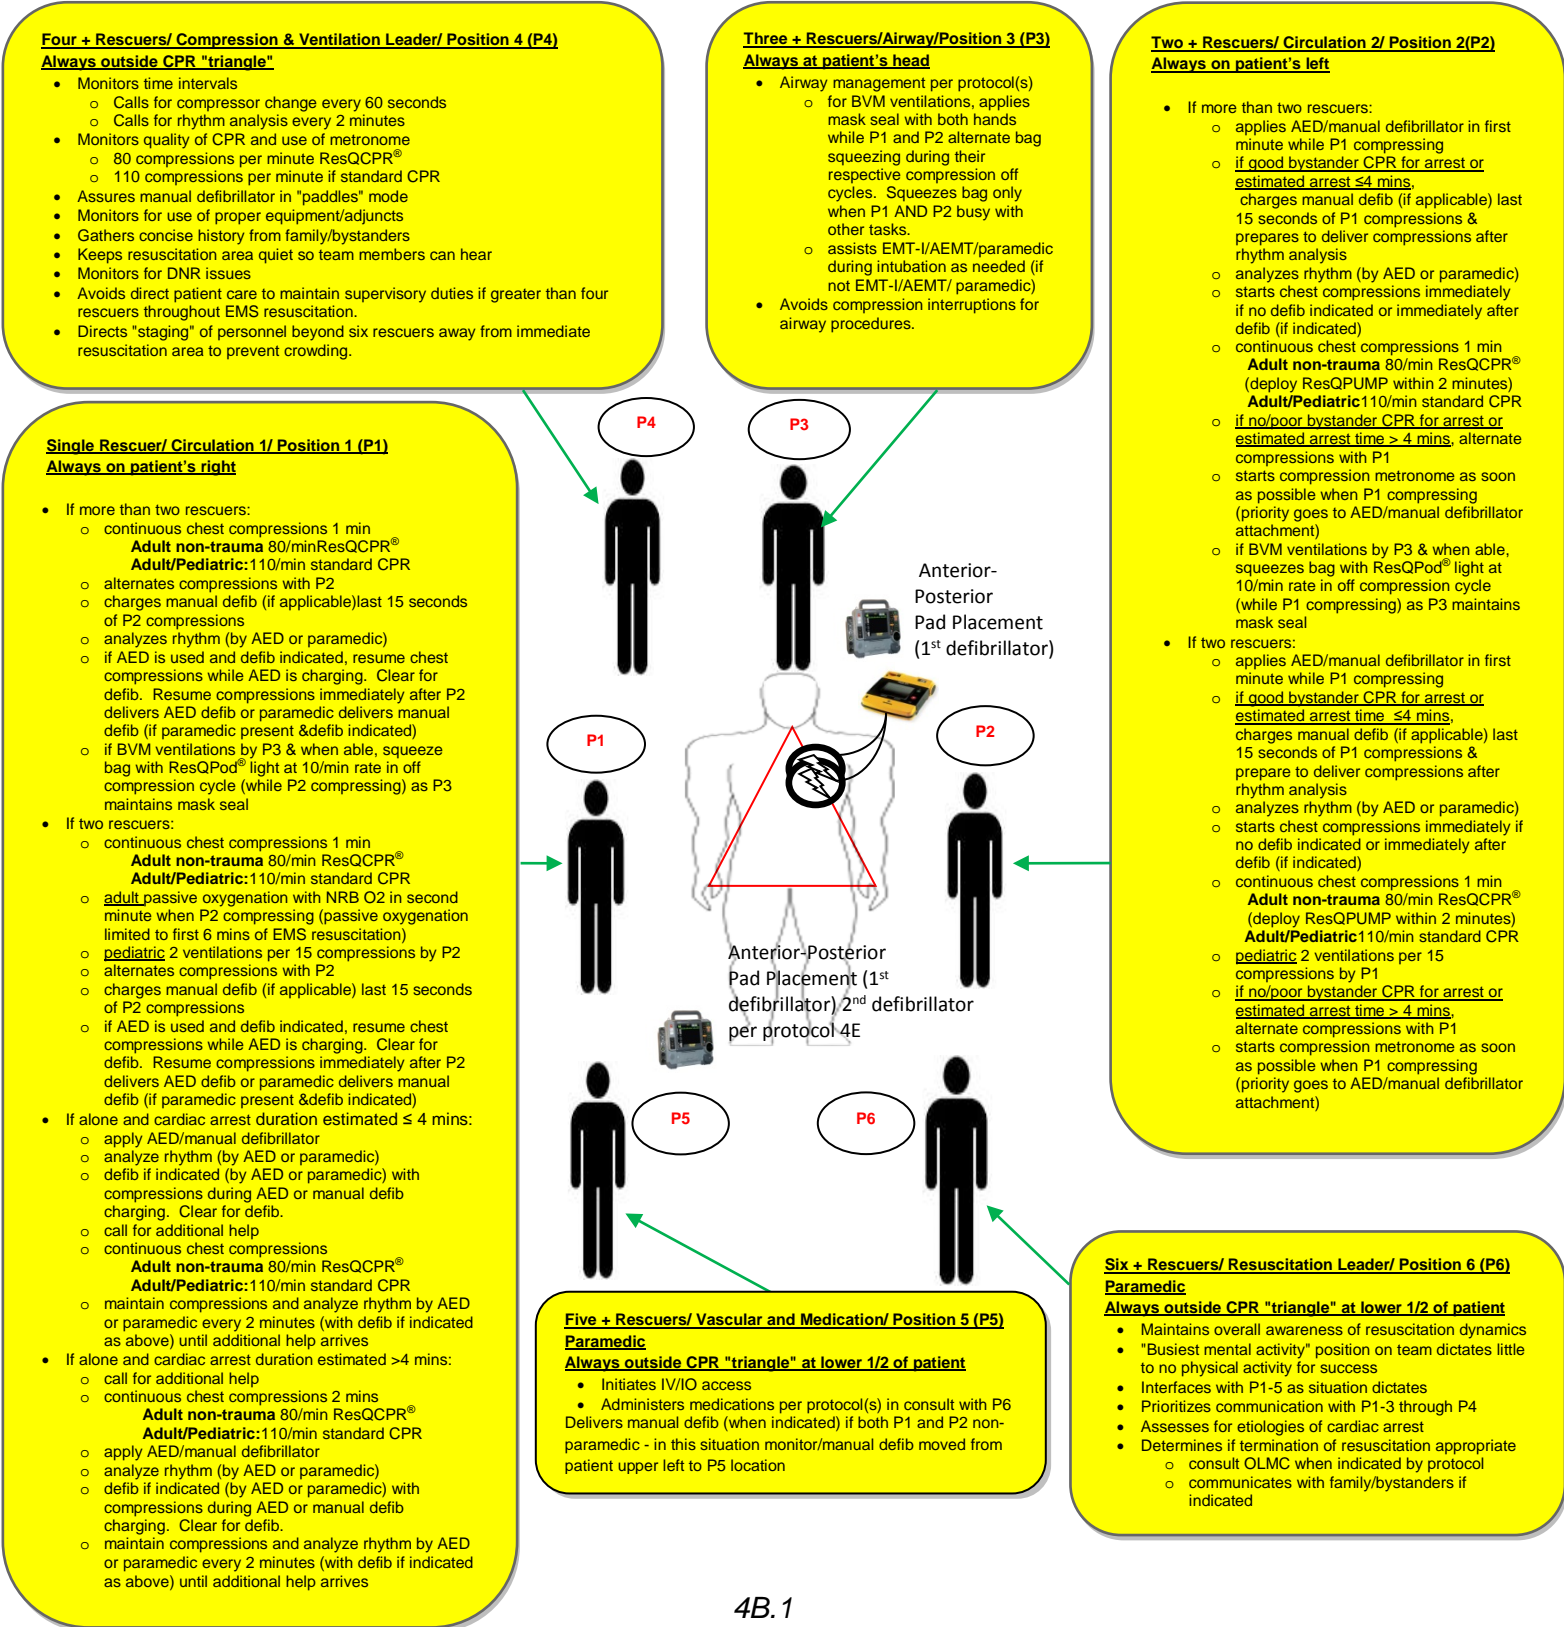 Four + Rescuers/ Compression & Ventilation Leader/ Position 4 (P4)
Always outside CPR "triangle"
• Monitors time intervals
o Calls for compressor change every 60 seconds
o Calls for rhythm analysis every 2 minutes
• Monitors quality of CPR and use of metronome
o 80 compressions per minute ResQCPR®
o 110 compressions per minute if standard CPR
• Assures manual defibrillator in "paddles" mode
• Monitors for use of proper equipment/adjuncts
• Gathers concise history from family/bystanders
• Keeps resuscitation area quiet so team members can hear
• Monitors for DNR issues
• Avoids direct patient care to maintain supervisory duties if greater than four
rescuers throughout EMS resuscitation.
• Directs "staging" of personnel beyond six rescuers away from immediate
resuscitation area to prevent crowding.
Three + Rescuers/Airway/Position 3 (P3)
Always at patient's head
• Airway management per protocol(s)
o for BVM ventilations, applies
mask seal with both hands
while P1 and P2 alternate bag
squeezing during their
respective compression off
cycles. Squeezes bag only
when P1 AND P2 busy with
other tasks.
o assists EMT-I/AEMT/paramedic
during intubation as needed (if
not EMT-I/AEMT/ paramedic)
• Avoids compression interruptions for
airway procedures.
Two + Rescuers/ Circulation 2/ Position 2(P2)
Always on patient's left
• If more than two rescuers:
o applies AED/manual defibrillator in first
minute while P1 compressing
o if good bystander CPR for arrest or
estimated arrest ≤4 mins,
charges manual defib (if applicable) last
15 seconds of P1 compressions &
prepares to deliver compressions after
rhythm analysis
o analyzes rhythm (by AED or paramedic)
o starts chest compressions immediately
if no defib indicated or immediately after
defib (if indicated)
o continuous chest compressions 1 min
Adult non-trauma 80/min ResQCPR®
(deploy ResQPUMP within 2 minutes)
Adult/Pediatric110/min standard CPR
o if no/poor bystander CPR for arrest or
estimated arrest time > 4 mins, alternate
compressions with P1
o starts compression metronome as soon
as possible when P1 compressing
(priority goes to AED/manual defibrillator
attachment)
o if BVM ventilations by P3 & when able,
squeezes bag with ResQPod® light at
10/min rate in off compression cycle
(while P1 compressing) as P3 maintains
mask seal
• If two rescuers:
o applies AED/manual defibrillator in first
minute while P1 compressing
o if good bystander CPR for arrest or
estimated arrest time ≤4 mins,
charges manual defib (if applicable) last
15 seconds of P1 compressions &
prepare to deliver compressions after
rhythm analysis
o analyzes rhythm (by AED or paramedic)
o starts chest compressions immediately if
no defib indicated or immediately after
defib (if indicated)
o continuous chest compressions 1 min
Adult non-trauma 80/min ResQCPR®
(deploy ResQPUMP within 2 minutes)
Adult/Pediatric110/min standard CPR
o pediatric 2 ventilations per 15
compressions by P1
o if no/poor bystander CPR for arrest or
estimated arrest time > 4 mins,
alternate compressions with P1
o starts compression metronome as soon
as possible when P1 compressing
(priority goes to AED/manual defibrillator
attachment)
Single Rescuer/ Circulation 1/ Position 1 (P1)
Always on patient's right
• If more than two rescuers:
o continuous chest compressions 1 min
Adult non-trauma 80/minResQCPR®
Adult/Pediatric:110/min standard CPR
o alternates compressions with P2
o charges manual defib (if applicable)last 15 seconds
of P2 compressions
o analyzes rhythm (by AED or paramedic)
o if AED is used and defib indicated, resume chest
compressions while AED is charging. Clear for
defib. Resume compressions immediately after P2
delivers AED defib or paramedic delivers manual
defib (if paramedic present &defib indicated)
o if BVM ventilations by P3 & when able, squeeze
bag with ResQPod® light at 10/min rate in off
compression cycle (while P2 compressing) as P3
maintains mask seal
• If two rescuers:
o continuous chest compressions 1 min
Adult non-trauma 80/min ResQCPR®
Adult/Pediatric:110/min standard CPR
o adult passive oxygenation with NRB O2 in second
minute when P2 compressing (passive oxygenation
limited to first 6 mins of EMS resuscitation)
o pediatric 2 ventilations per 15 compressions by P2
o alternates compressions with P2
o charges manual defib (if applicable) last 15 seconds
of P2 compressions
o if AED is used and defib indicated, resume chest
compressions while AED is charging. Clear for
defib. Resume compressions immediately after P2
delivers AED defib or paramedic delivers manual
defib (if paramedic present &defib indicated)
• If alone and cardiac arrest duration estimated ≤ 4 mins:
o apply AED/manual defibrillator
o analyze rhythm (by AED or paramedic)
o defib if indicated (by AED or paramedic) with
compressions during AED or manual defib
charging. Clear for defib.
o call for additional help
o continuous chest compressions
Adult non-trauma 80/min ResQCPR®
Adult/Pediatric:110/min standard CPR
o maintain compressions and analyze rhythm by AED
or paramedic every 2 minutes (with defib if indicated
as above) until additional help arrives
• If alone and cardiac arrest duration estimated >4 mins:
o call for additional help
o continuous chest compressions 2 mins
Adult non-trauma 80/min ResQCPR®
Adult/Pediatric:110/min standard CPR
o apply AED/manual defibrillator
o analyze rhythm (by AED or paramedic)
o defib if indicated (by AED or paramedic) with
compressions during AED or manual defib
charging. Clear for defib.
o maintain compressions and analyze rhythm by AED
or paramedic every 2 minutes (with defib if indicated
as above) until additional help arrives
P4
P3
Anterior-
Posterior
Pad Placement
(1st defibrillator)
P1
P2
Anterior-Posterior
Pad Placement (1st
defibrillator) 2nd defibrillator
per protocol 4E
P5
P6
Five + Rescuers/ Vascular and Medication/ Position 5 (P5)
Paramedic
Always outside CPR "triangle" at lower 1/2 of patient
• Initiates IV/IO access
• Administers medications per protocol(s) in consult with P6
Delivers manual defib (when indicated) if both P1 and P2 non-
paramedic - in this situation monitor/manual defib moved from
patient upper left to P5 location
Six + Rescuers/ Resuscitation Leader/ Position 6 (P6)
Paramedic
Always outside CPR "triangle" at lower 1/2 of patient
• Maintains overall awareness of resuscitation dynamics
• "Busiest mental activity" position on team dictates little
to no physical activity for success
• Interfaces with P1-5 as situation dictates
• Prioritizes communication with P1-3 through P4
• Assesses for etiologies of cardiac arrest
• Determines if termination of resuscitation appropriate
o consult OLMC when indicated by protocol
o communicates with family/bystanders if
indicated
4B.1